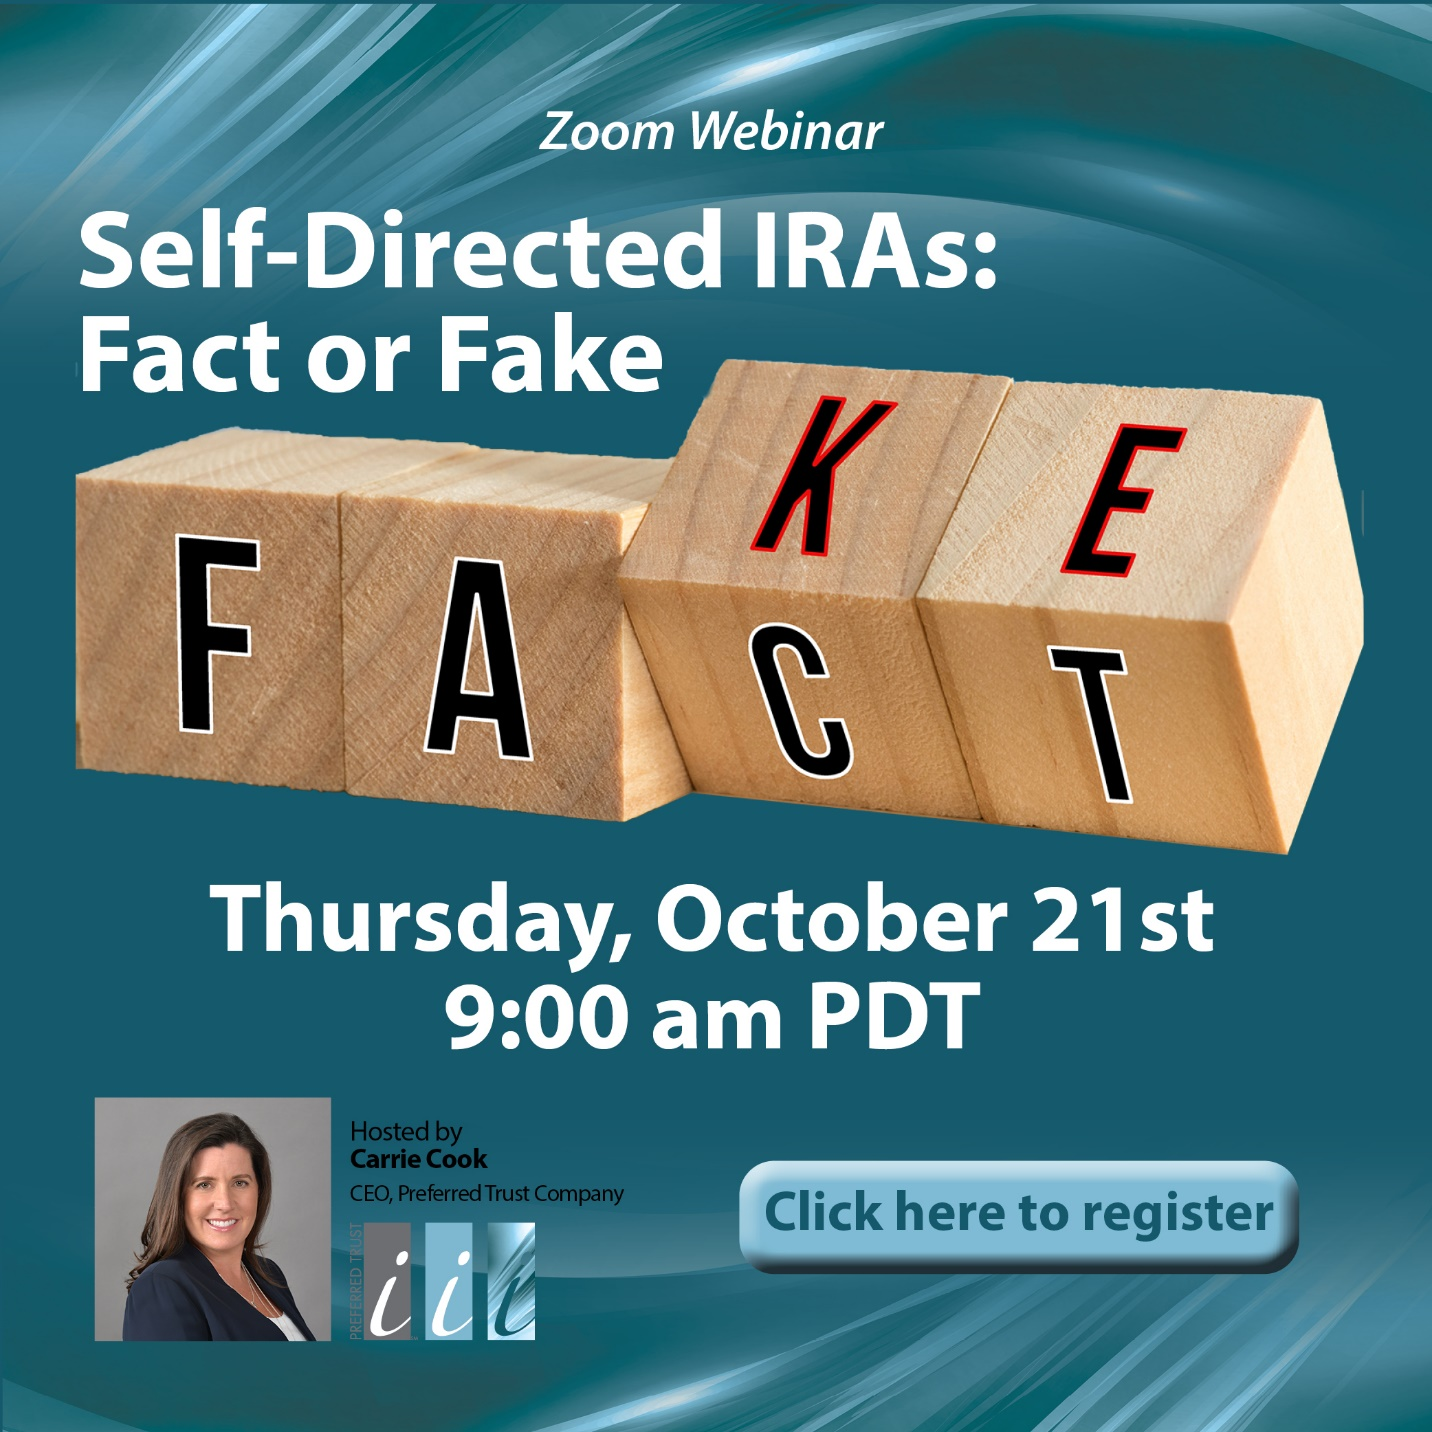 Zoom Webinar
Self-Directed IRAs:
Fact or Fake
K E
F A C T
Thursday, October 21st
9:00 am PDT
Hosted by
Carrie Cook
CEO, Preferred Trust Company
Click here to register
PREFERRED TRUST
i i i